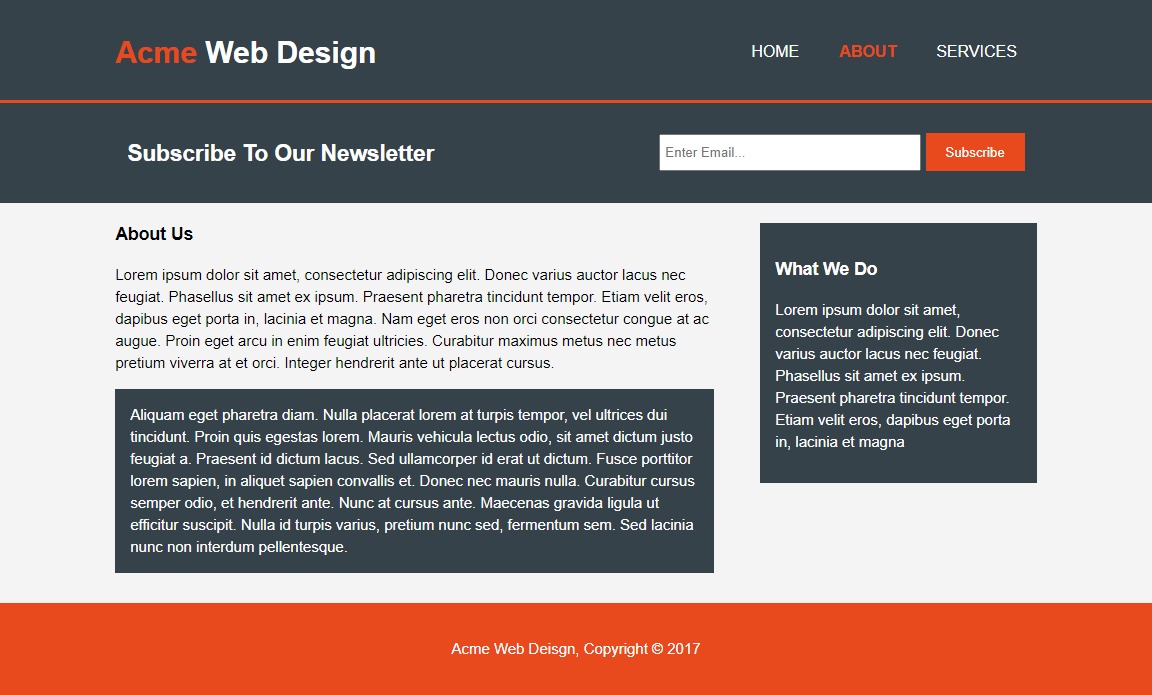 Acme Web Design
HOME ABOUT SERVICES
Subscribe To Our Newsletter
Enter Email...
Subscribe
About Us
Lorem ipsum dolor sit amet, consectetur adipiscing elit. Donec varius auctor lacus nec
feugiat. Phasellus sit amet ex ipsum. Praesent pharetra tincidunt tempor. Etiam velit eros,
dapibus eget porta in, lacinia et magna. Nam eget eros non orci consectetur congue at ac
augue. Proin eget arcu in enim feugiat ultricies. Curabitur maximus metus nec metus
pretium viverra at et orci. Integer hendrerit ante ut placerat cursus.
Aliquam eget pharetra diam. Nulla placerat lorem at turpis tempor, vel ultrices dui
tincidunt. Proin quis egestas lorem. Mauris vehicula lectus odio, sit amet dictum justo
feugiat a. Praesent id dictum lacus. Sed ullamcorper id erat ut dictum. Fusce porttitor
lorem sapien, in aliquet sapien convallis et. Donec nec mauris nulla. Curabitur cursus
semper odio, et hendrerit ante. Nunc at cursus ante. Maecenas gravida ligula ut
efficitur suscipit. Nulla id turpis varius, pretium nunc sed, fermentum sem. Sed lacinia
nunc non interdum pellentesque.
What We Do
Lorem ipsum dolor sit amet,
consectetur adipiscing elit. Donec
varius auctor lacus nec feugiat.
Phasellus sit amet ex ipsum.
Praesent pharetra tincidunt tempor.
Etiam velit eros, dapibus eget porta
in, lacinia et magna
Acme Web Deisgn, Copyright © 2017